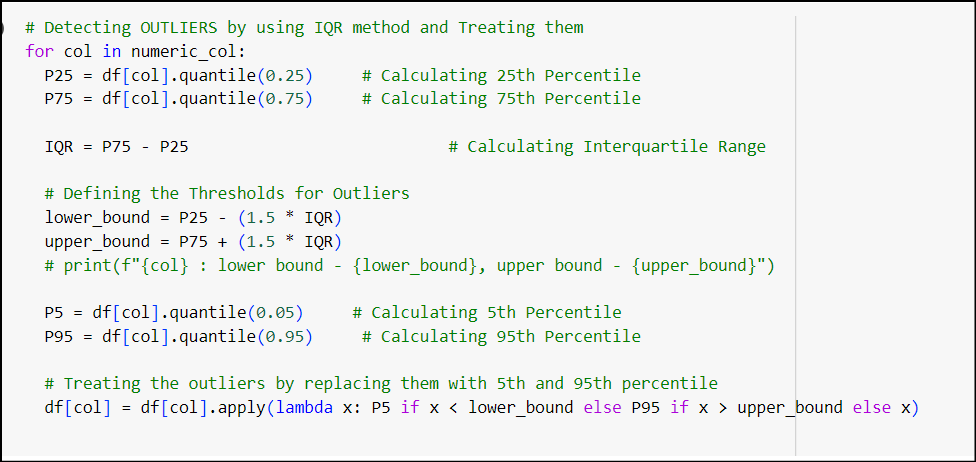 # Detecting OUTLIERS by using IQR method and Treating them
for col in numeric_col:
  P25 = df[col].quantile(0.25)     # Calculating 25th Percentile
  P75 = df[col].quantile(0.75)     # Calculating 75th Percentile
  IQR = P75 - P25                           # Calculating Interquartile Range
  # Defining the Thresholds for Outliers
  lower_bound = P25 - (1.5 * IQR)
  upper_bound = P75 + (1.5 * IQR)
  # print(f"{col} : lower bound - {lower_bound}, upper bound - {upper_bound}")
  P5 = df[col].quantile(0.05)     # Calculating 5th Percentile
  P95 = df[col].quantile(0.95)     # Calculating 95th Percentile
  # Treating the outliers by replacing them with 5th and 95th percentile
  df[col] = df[col].apply(lambda x: P5 if x < lower_bound else P95 if x > upper_bound else x)